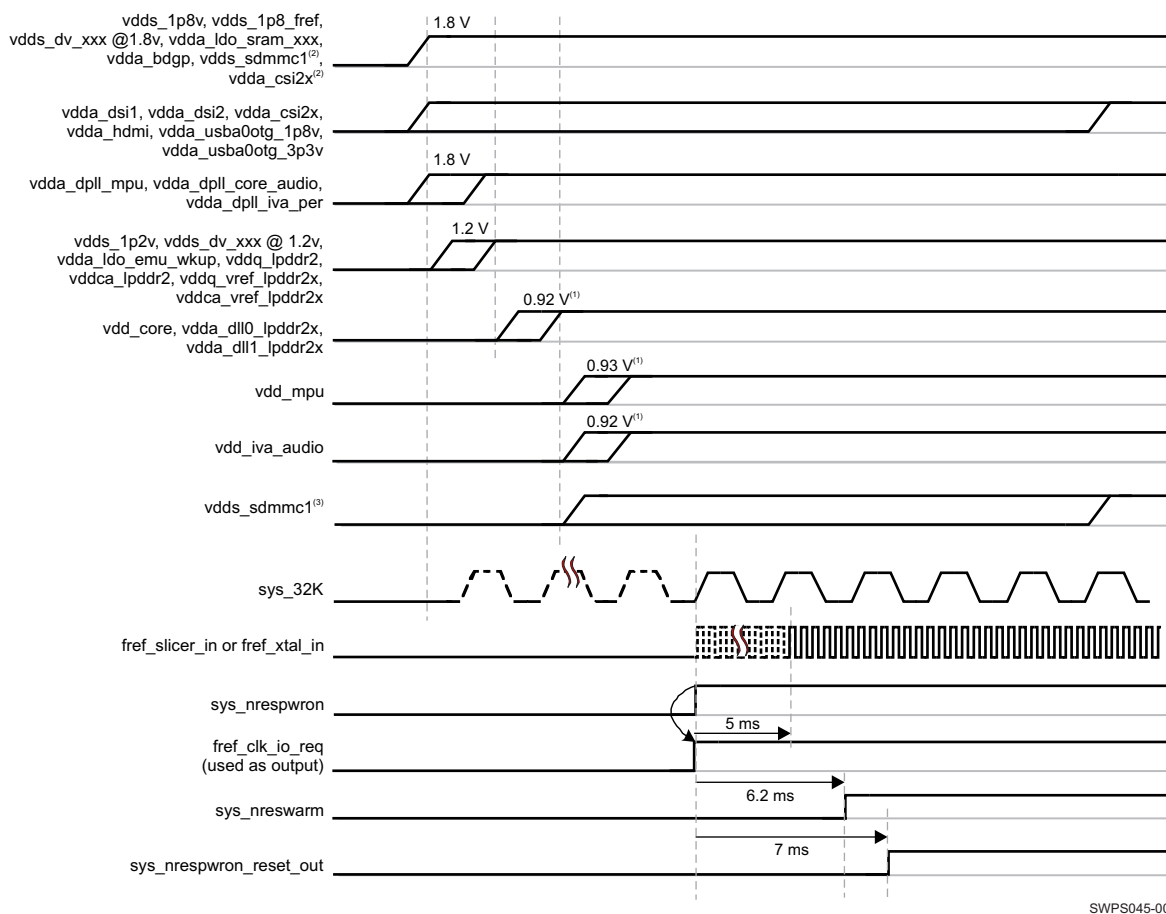 vdds_1p8v, vdds_1p8_fref,
vdds_dv_xxx @1.8v, vdda_ldo_sram_xxx,
vdda_bdgp, vdds_sdmmc1(2),
vdda_csi2x(2)
1.8 V
vdda_dsi1, vdda_dsi2, vdda_csi2x,
vdda_hdmi, vdda_usba0otg_1p8v,
vdda_usba0otg_3p3v
1.8 V
vdda_dpll_mpu, vdda_dpll_core_audio,
vdda_dpll_iva_per
1.2 V
vdds_1p2v, vdds_dv_xxx @ 1.2v,
vdda_ldo_emu_wkup, vddq_lpddr2,
vddca_lpddr2, vddq_vref_lpddr2x,
vddca_vref_lpddr2x
0.92 V(1)
vdd_core, vdda_dll0_lpddr2x,
vdda_dll1_lpddr2x
0.93 V(1)
vdd_mpu
0.92 V(1)
vdd_iva_audio
vdds_sdmmc1(3)
sys_32K
fref_slicer_in or fref_xtal_in
sys_nrespwron
5 ms
fref_clk_io_req
(used as output)
6.2 ms
sys_nreswarm
7 ms
sys_nrespwron_reset_out
SWPS045-00